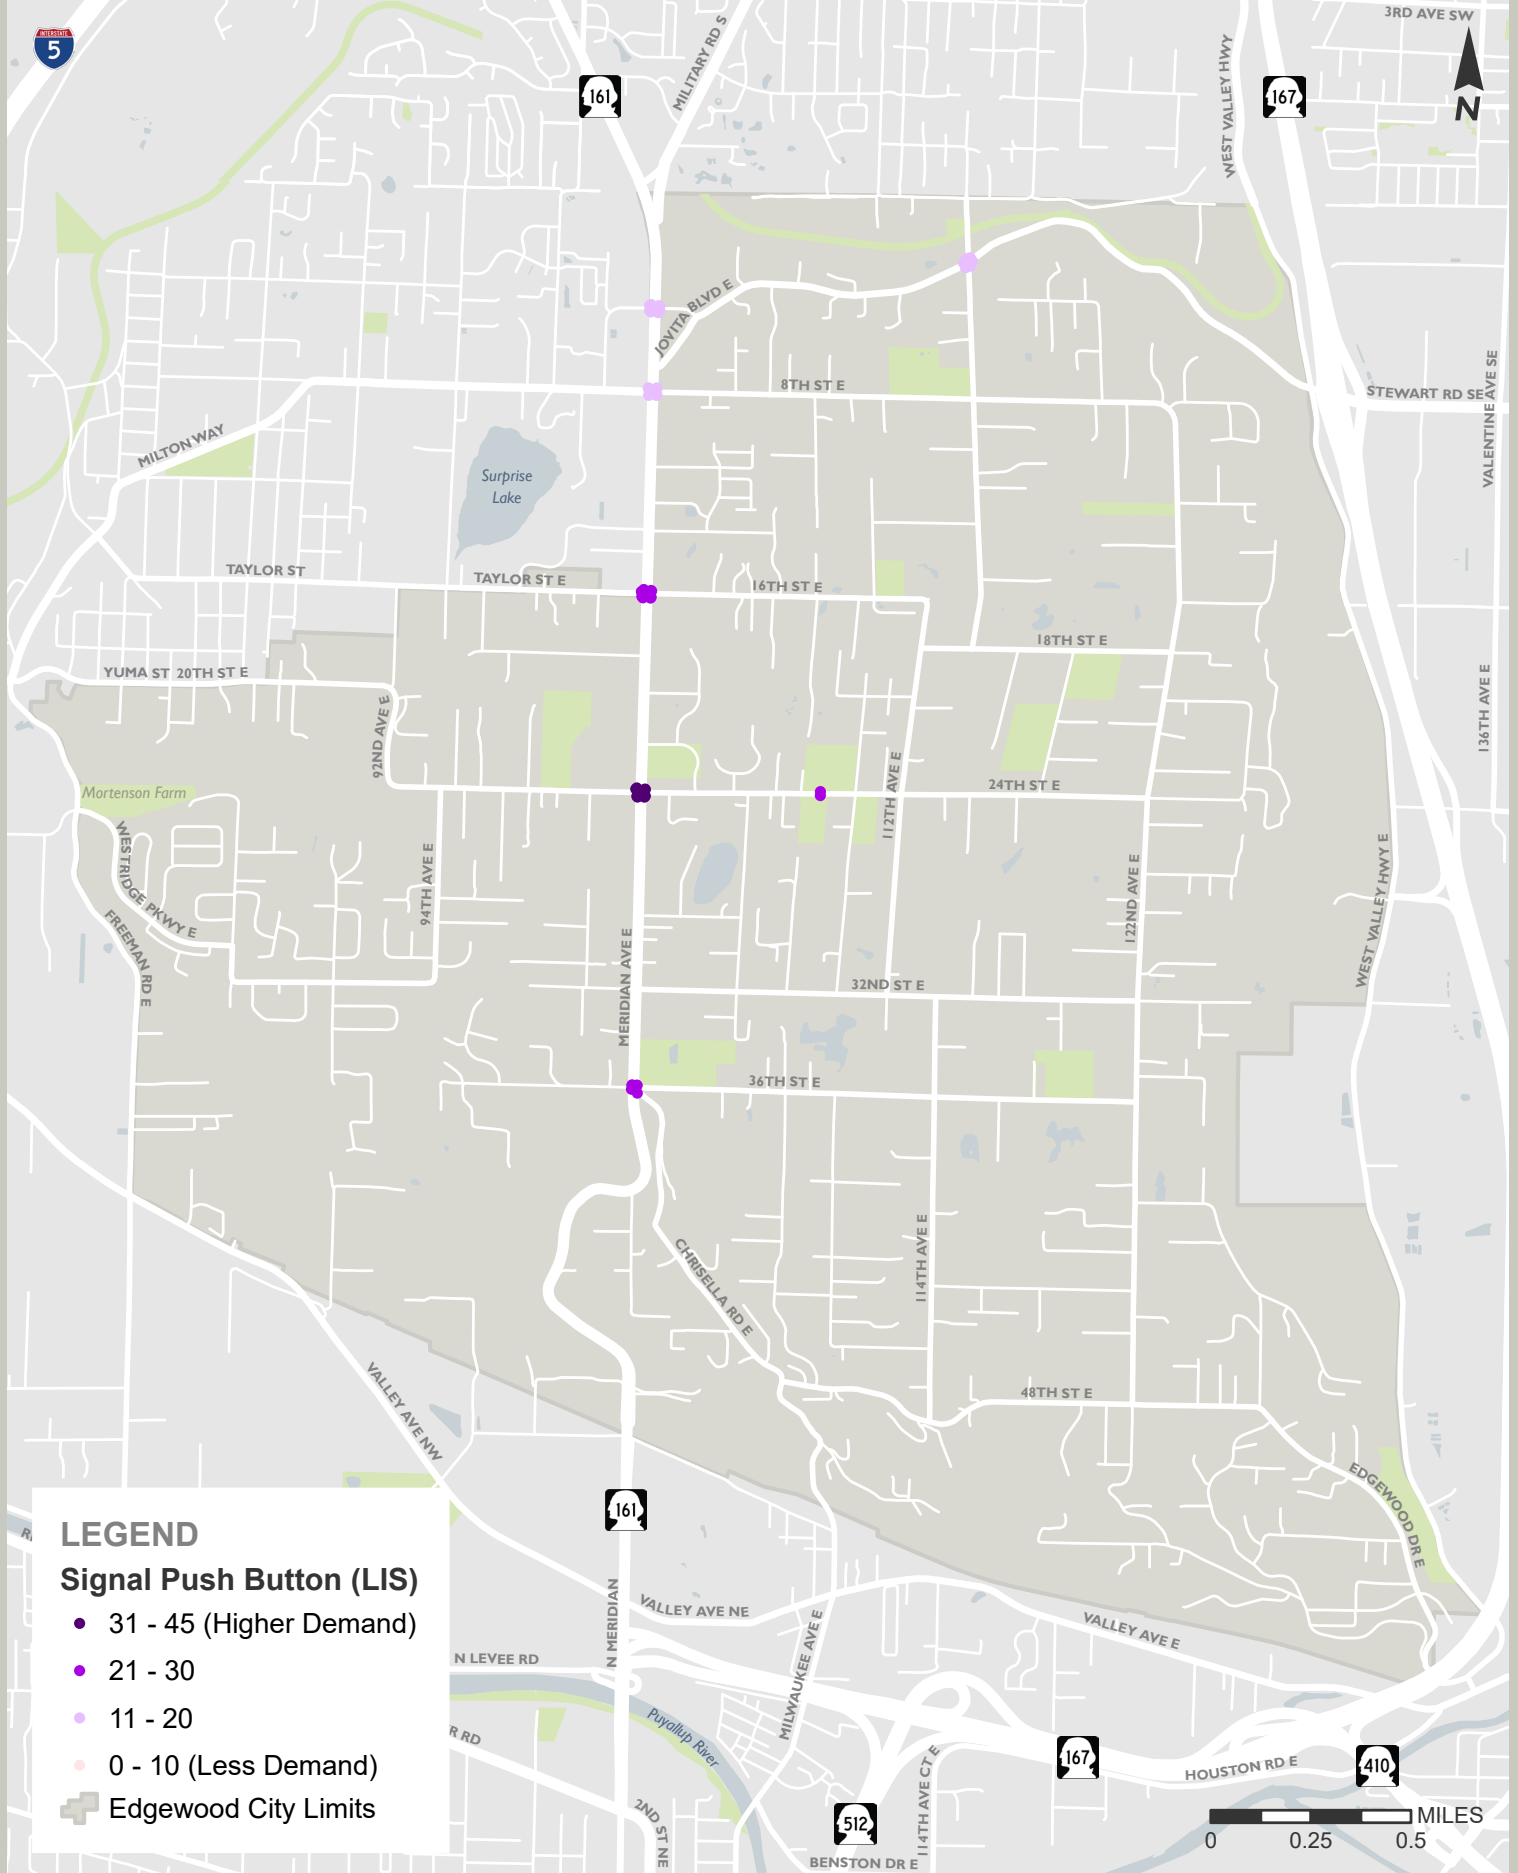 3RD AVE SW
INTERSTATE
5
161
MILITARY RD S
WEST VALLEY HWY
167
N
JOVITA BLVD E
8TH ST E
STEWART RD SE
VALENTINE AVE SE
MILTON WAY
Surprise
Lake
TAYLOR ST
TAYLOR ST E
16TH ST E
18TH ST E
YUMA ST
20TH ST E
92ND AVE E
136TH AVE E
Mortenson Farm
112TH AVE E
24TH ST E
WESTRIDGE PKWY E
94TH AVE E
122ND AVE E
WEST VALLEY HWY E
FREEMAN RD E
MERIDIAN AVE E
32ND ST E
36TH ST E
CHRISELLA RD E
114TH AVE E
VALLEY AVE NW
48TH ST E
EDGEWOOD DR E
161
N MERIDIAN
VALLEY AVE NE
MILWAUKEE AVE E
VALLEY AVE E
N LEVEE RD
R RD
Puyallup River
2ND ST NE
167
HOUSTON RD E
410
512
114TH AVE CT E
BENSTON DR E
LEGEND
Signal Push Button (LIS)
31 - 45 (Higher Demand)
21 - 30
11 - 20
0 - 10 (Less Demand)
Edgewood City Limits
MILES
0 0.25 0.5